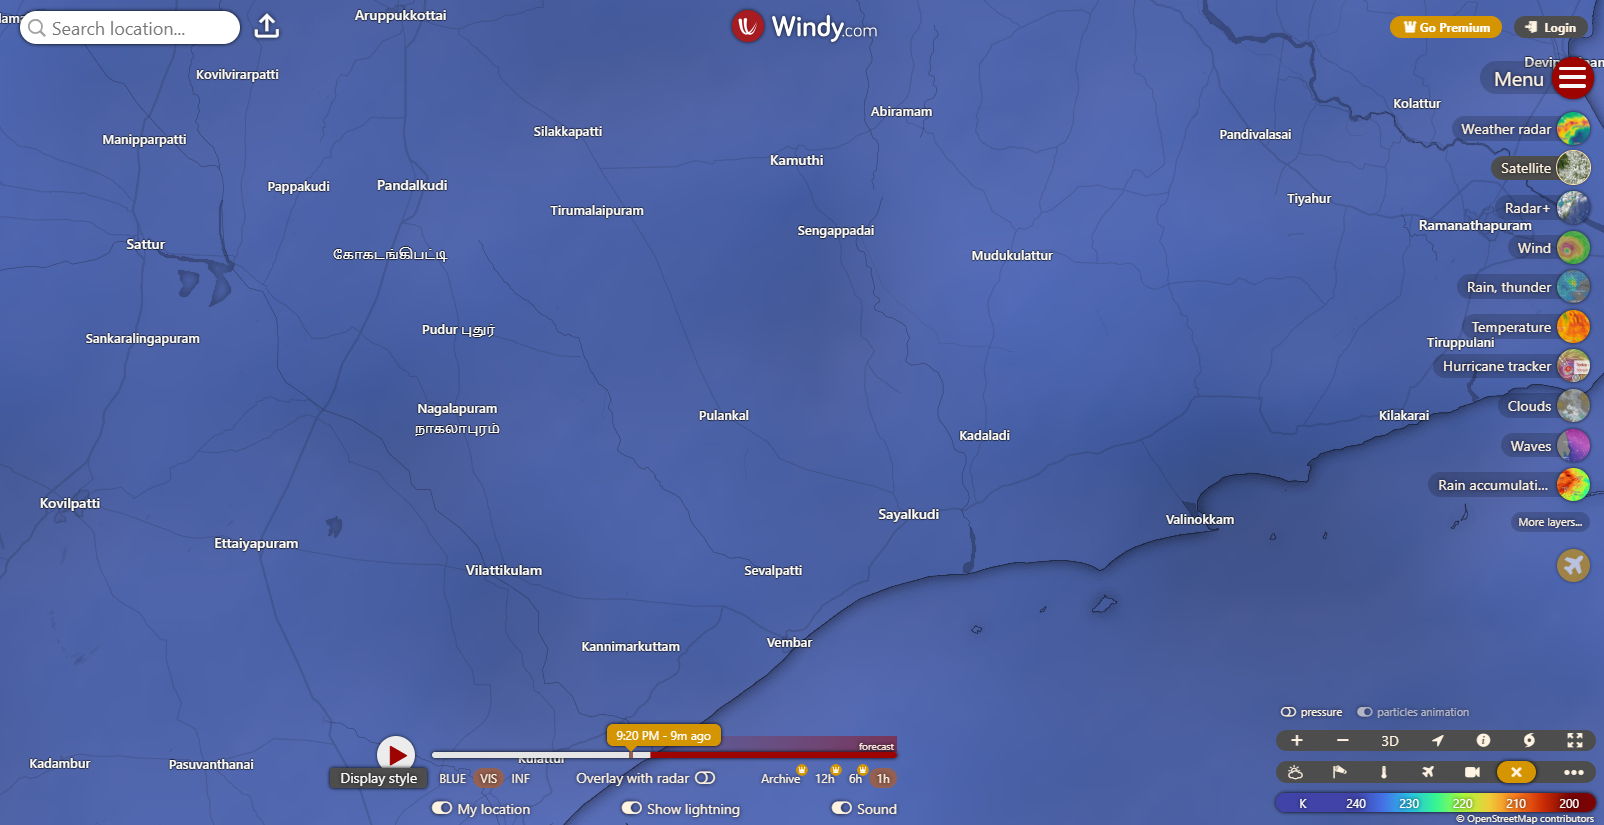 Search location...
Windy.com
Go Premium
Login
Menu
Weather radar
Satellite
Radar+
Wind
Rain, thunder
Temperature
Hurricane tracker
Clouds
Waves
Rain accumulati...
More layers...
Aruppukkottai
Kovilvirarpatti
Kolattur
Abiramam
Silakkapatti
Pandivalasai
Manipparpatti
Kamuthi
Pappakudi
Pandalkudi
Tiyahur
Tirumalaipuram
Ramanathapuram
Sengappadai
Sattur
கோகடங்கிபட்டி
Mudukulattur
Pudur புதூர்
Sankaralingapuram
Tiruppulani
Nagalapuram
நாகலாபுரம்
Pulankal
Kilakarai
Kadaladi
Kovilpatti
Sayalkudi
Valinokkam
Ettaiyapuram
Vilattikulam
Sevalpatti
Kannimarkuttam
Vembar
Kadambur
Pasuvanthanai
Kulattur
9:20 PM - 9m ago
forecast
Display style
BLUE VIS INF
Overlay with radar
Archive 12h 6h 1h
My location
Show lightning
Sound
pressure
particles animation
3D
K 240 230 220 210 200
© OpenStreetMap contributors